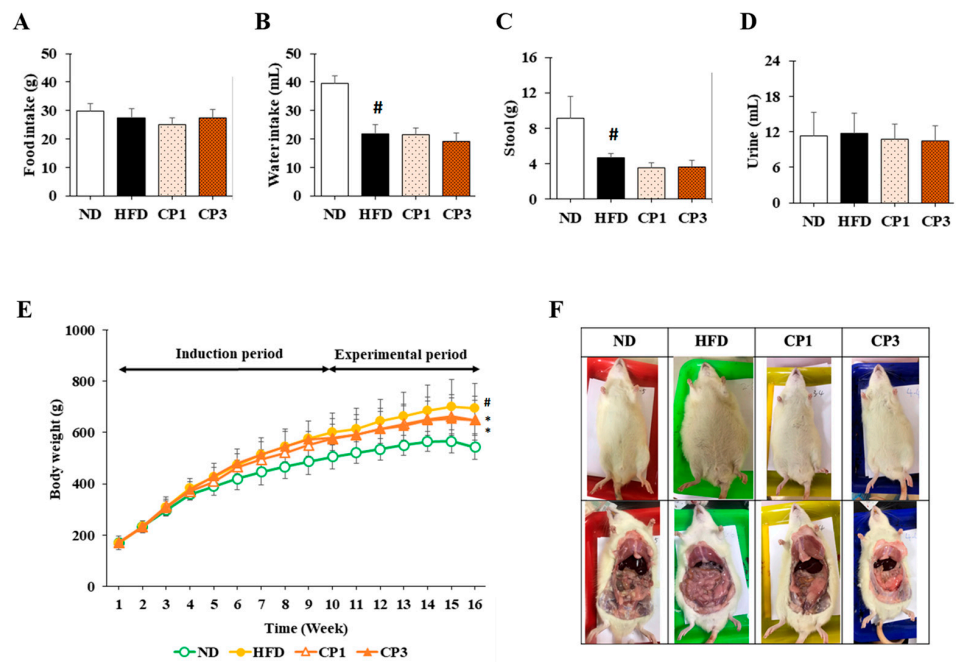 A
B
C
D
Food intake (g)
50
40
30
20
10
0
ND HFD CP1 CP3
Water intake (mL)
50
40
30
20
10
0
#
ND HFD CP1 CP3
Stool (g)
16
12
8
4
0
#
ND HFD CP1 CP3
Urine (mL)
24
18
12
6
0
ND HFD CP1 CP3
E
Body weight (g)
1000
800
600
400
200
0
Induction period
Experimental period
#
*
*
1 2 3 4 5 6 7 8 9 10 11 12 13 14 15 16
Time (Week)
ND HFD CP1 CP3
F
ND HFD CP1 CP3